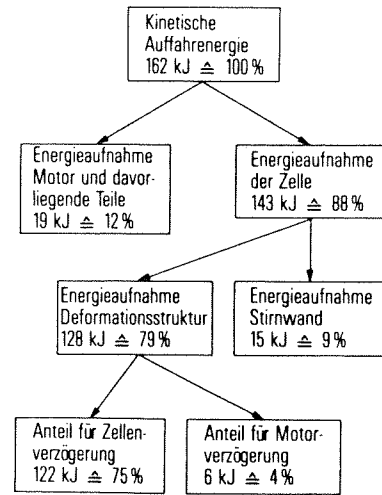 Kinetische
Auffahrenergie
162 kJ ≙ 100 %
Energieaufnahme
Motor und davor-
liegende Teile
19 kJ ≙ 12 %
Energieaufnahme
der Zelle
143 kJ ≙ 88 %
Energieaufnahme
Deformationsstruktur
128 kJ ≙ 79 %
Energieaufnahme
Stirnwand
15 kJ ≙ 9 %
Anteil für Zellen-
verzögerung
122 kJ ≙ 75 %
Anteil für Motor-
verzögerung
6 kJ ≙ 4 %